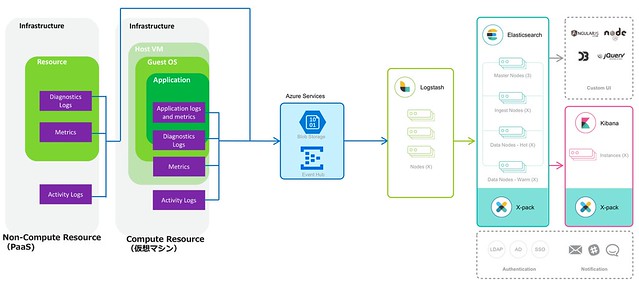 Infrastructure
Resource
Diagnostics
Logs
Metrics
Activity Logs
Non-Compute Resource
(PaaS)
Infrastructure
Host VM
Guest OS
Application
Application logs
and metrics
Diagnostics
Logs
Metrics
Activity Logs
Compute Resource
(仮想マシン)
Azure Services
10
01
Blob Storage
Event Hub
Logstash
Nodes (X)
Elasticsearch
Master Nodes (3)
Ingest Nodes (X)
Data Nodes - Hot (X)
Data Nodes - Warm (X)
X-pack
ANGULARJS
node
D3
jQuery
Custom UI
Kibana
Instances (X)
X-pack
LDAP
AD
SSO
Authentication
Notification